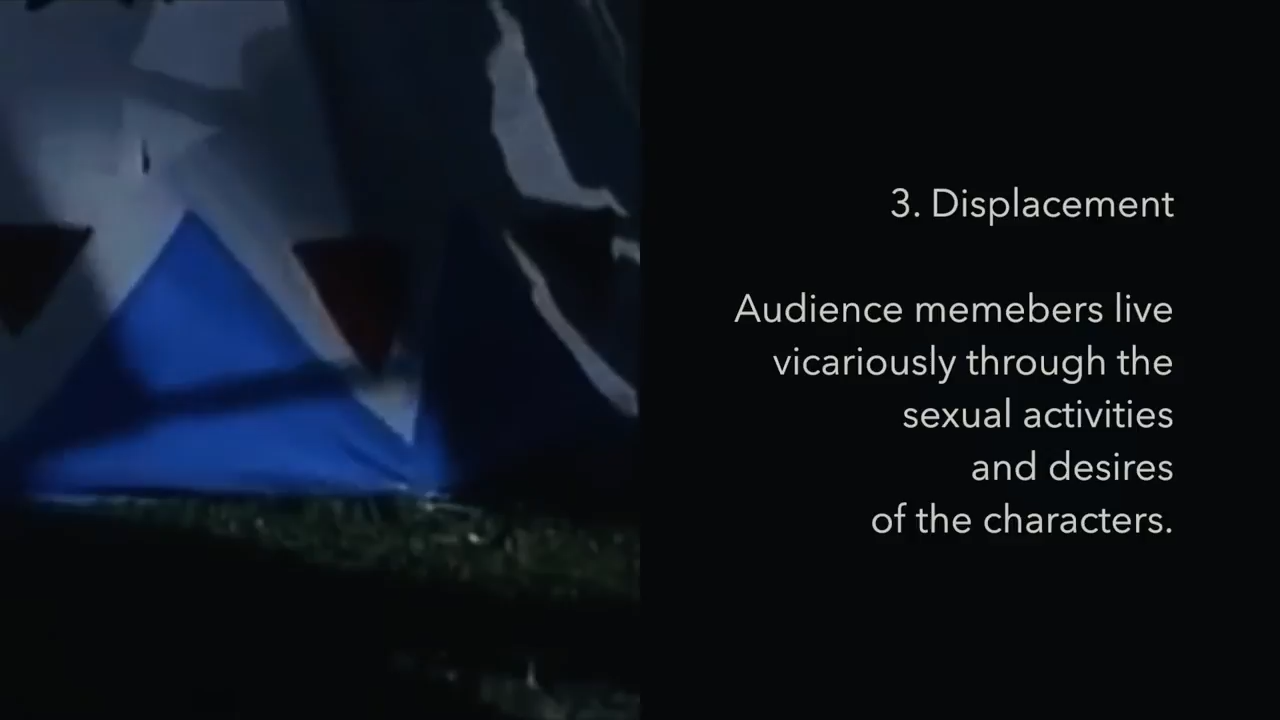 3. Displacement
Audience memebers live
vicariously through the
sexual activities
and desires
of the characters.